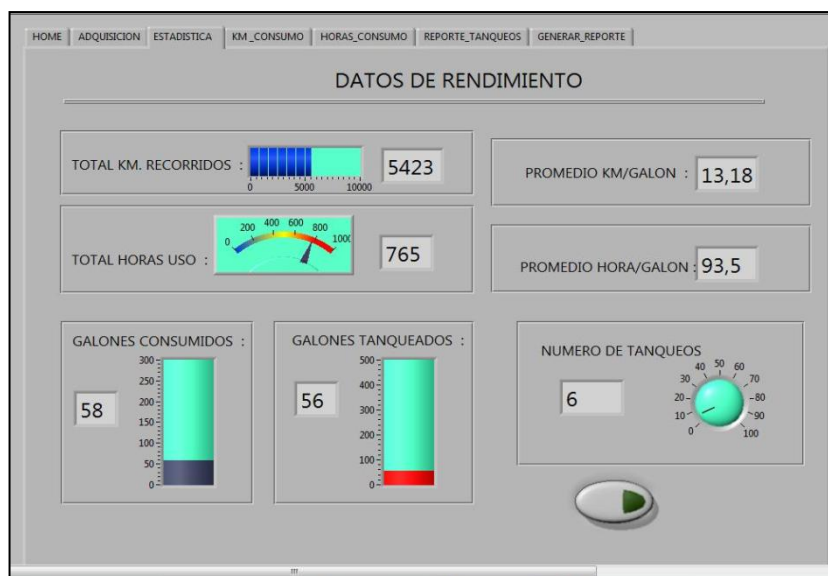 HOME ADQUISICION ESTADISTICA KM_CONSUMO HORAS_CONSUMO REPORTE_TANQUEOS GENERAR_REPORTE
DATOS DE RENDIMIENTO
TOTAL KM. RECORRIDOS :
0 5000 10000
5423
PROMEDIO KM/GALON :
13,18
TOTAL HORAS USO :
0 200 400 600 800 1000
765
PROMEDIO HORA/GALON:
93,5
GALONES CONSUMIDOS :
58
300
250
200
150
100
50
0
GALONES TANQUEADOS :
56
500
400
300
200
100
0
NUMERO DE TANQUEOS
6
0 10 20 30 40 50 60 70 80 90 100